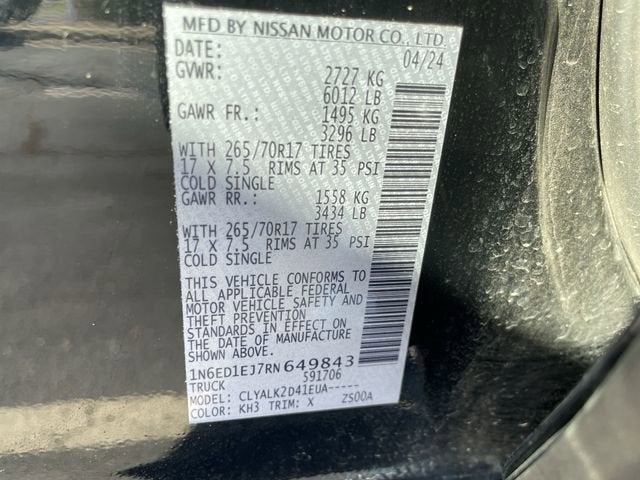 MFD BY NISSAN MOTOR CO., LTD.
DATE: 04/24
GVWR: 2727 KG
6012 LB
GAWR FR.: 1495 KG
3296 LB
WITH 265/70R17 TIRES
17 X 7.5 RIMS AT 35 PSI
COLD SINGLE
GAWR RR.: 1558 KG
3434 LB
WITH 265/70R17 TIRES
17 X 7.5 RIMS AT 35 PSI
COLD SINGLE
THIS VEHICLE CONFORMS TO
ALL APPLICABLE FEDERAL
MOTOR VEHICLE SAFETY AND
THEFT PREVENTION
STANDARDS IN EFFECT ON
THE DATE OF MANUFACTURE
SHOWN ABOVE.
1N6ED1EJ7RN649843
TRUCK 591706
MODEL: CLYALK2D41EUA-----
COLOR: KH3 TRIM: X ZS00A